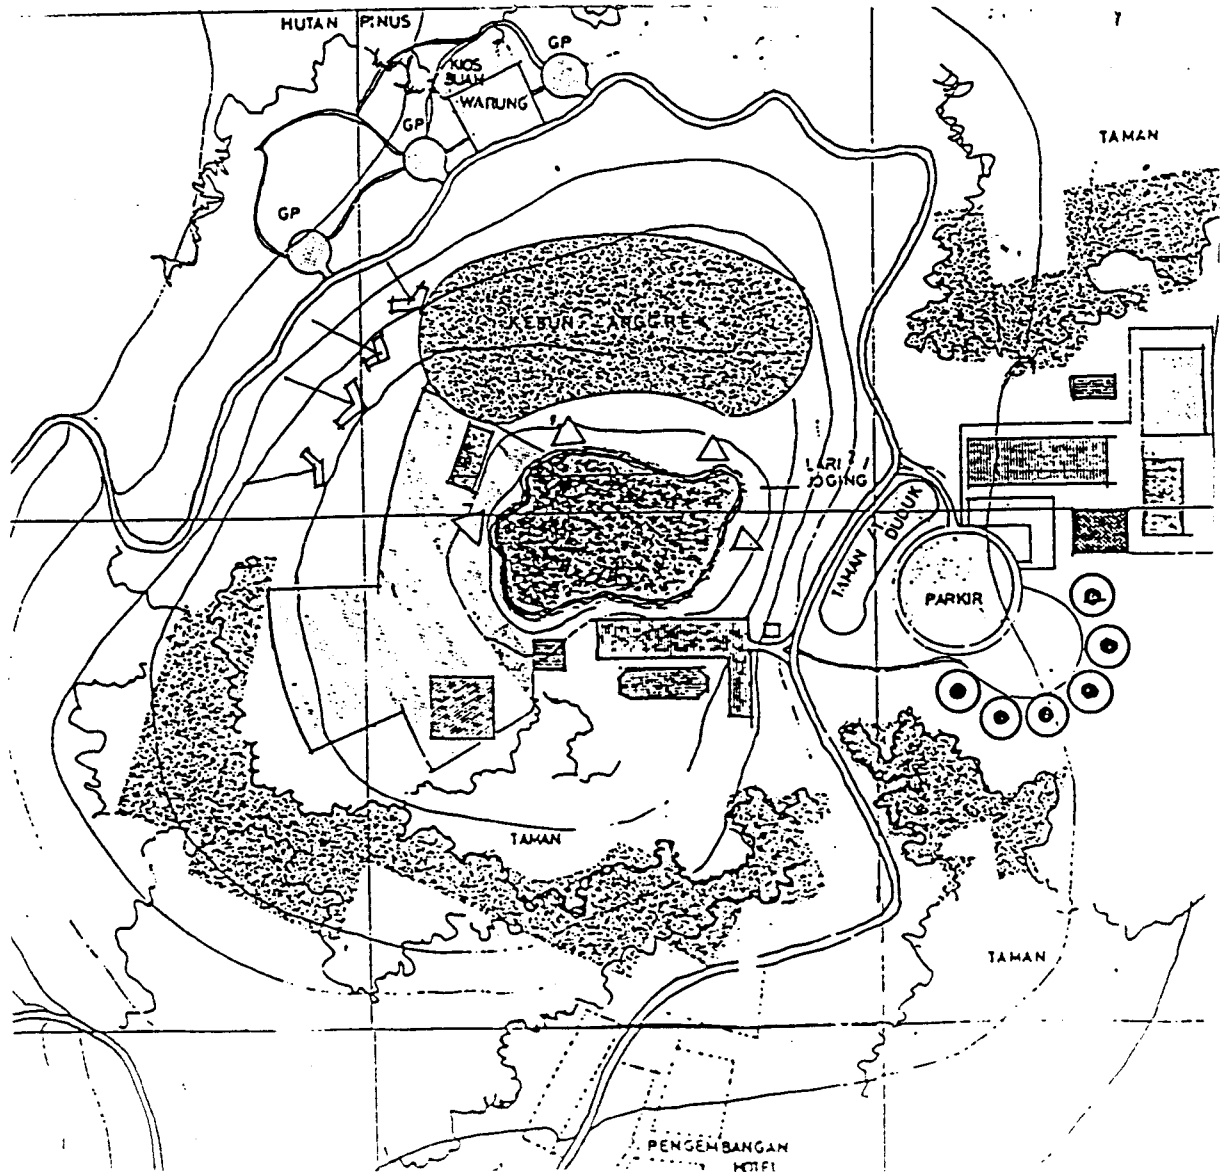 HUTAN PINUS
GP
KIOS
BUAH
WARUNG
GP
TAMAN
GP
KEBUN ANGGREK
LARI /
JOGING
TAMAN
DUDUK
PARKIR
TAMAN
TAMAN
PENGEMBANGAN
HOTEL